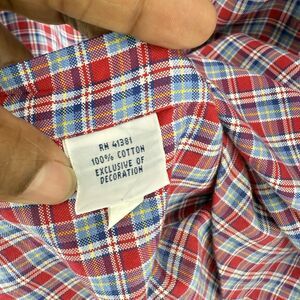 RN 41381
100% COTTON
EXCLUSIVE OF
DECORATION